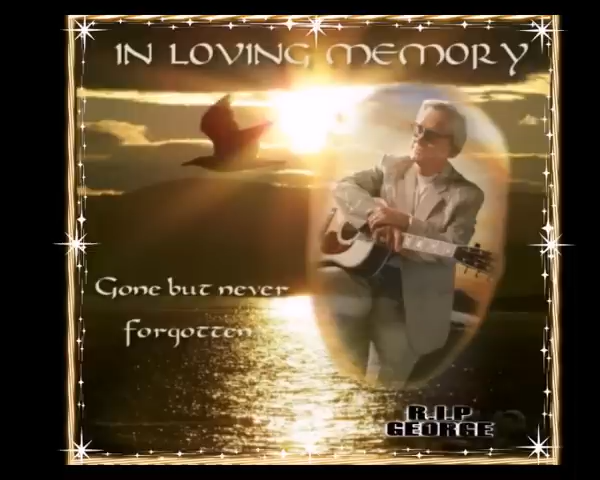 IN LOVING MEMORY
Gone but never
forgotten
R.I.P
GEORGE